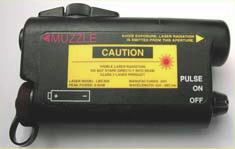 MUZZLE
AVOID EXPOSURE, LASER RADIATION
IS EMITTED FROM THIS APERTURE
CAUTION
VISIBLE LASER RADIATION
DO NOT STARE DIRECTLY INTO BEAM
CLASS 3 LASER PRODUCT
LASER MODEL
PEAK POWER
MANUFACTURED
WAVELENGTH
PULSE
ON
OFF